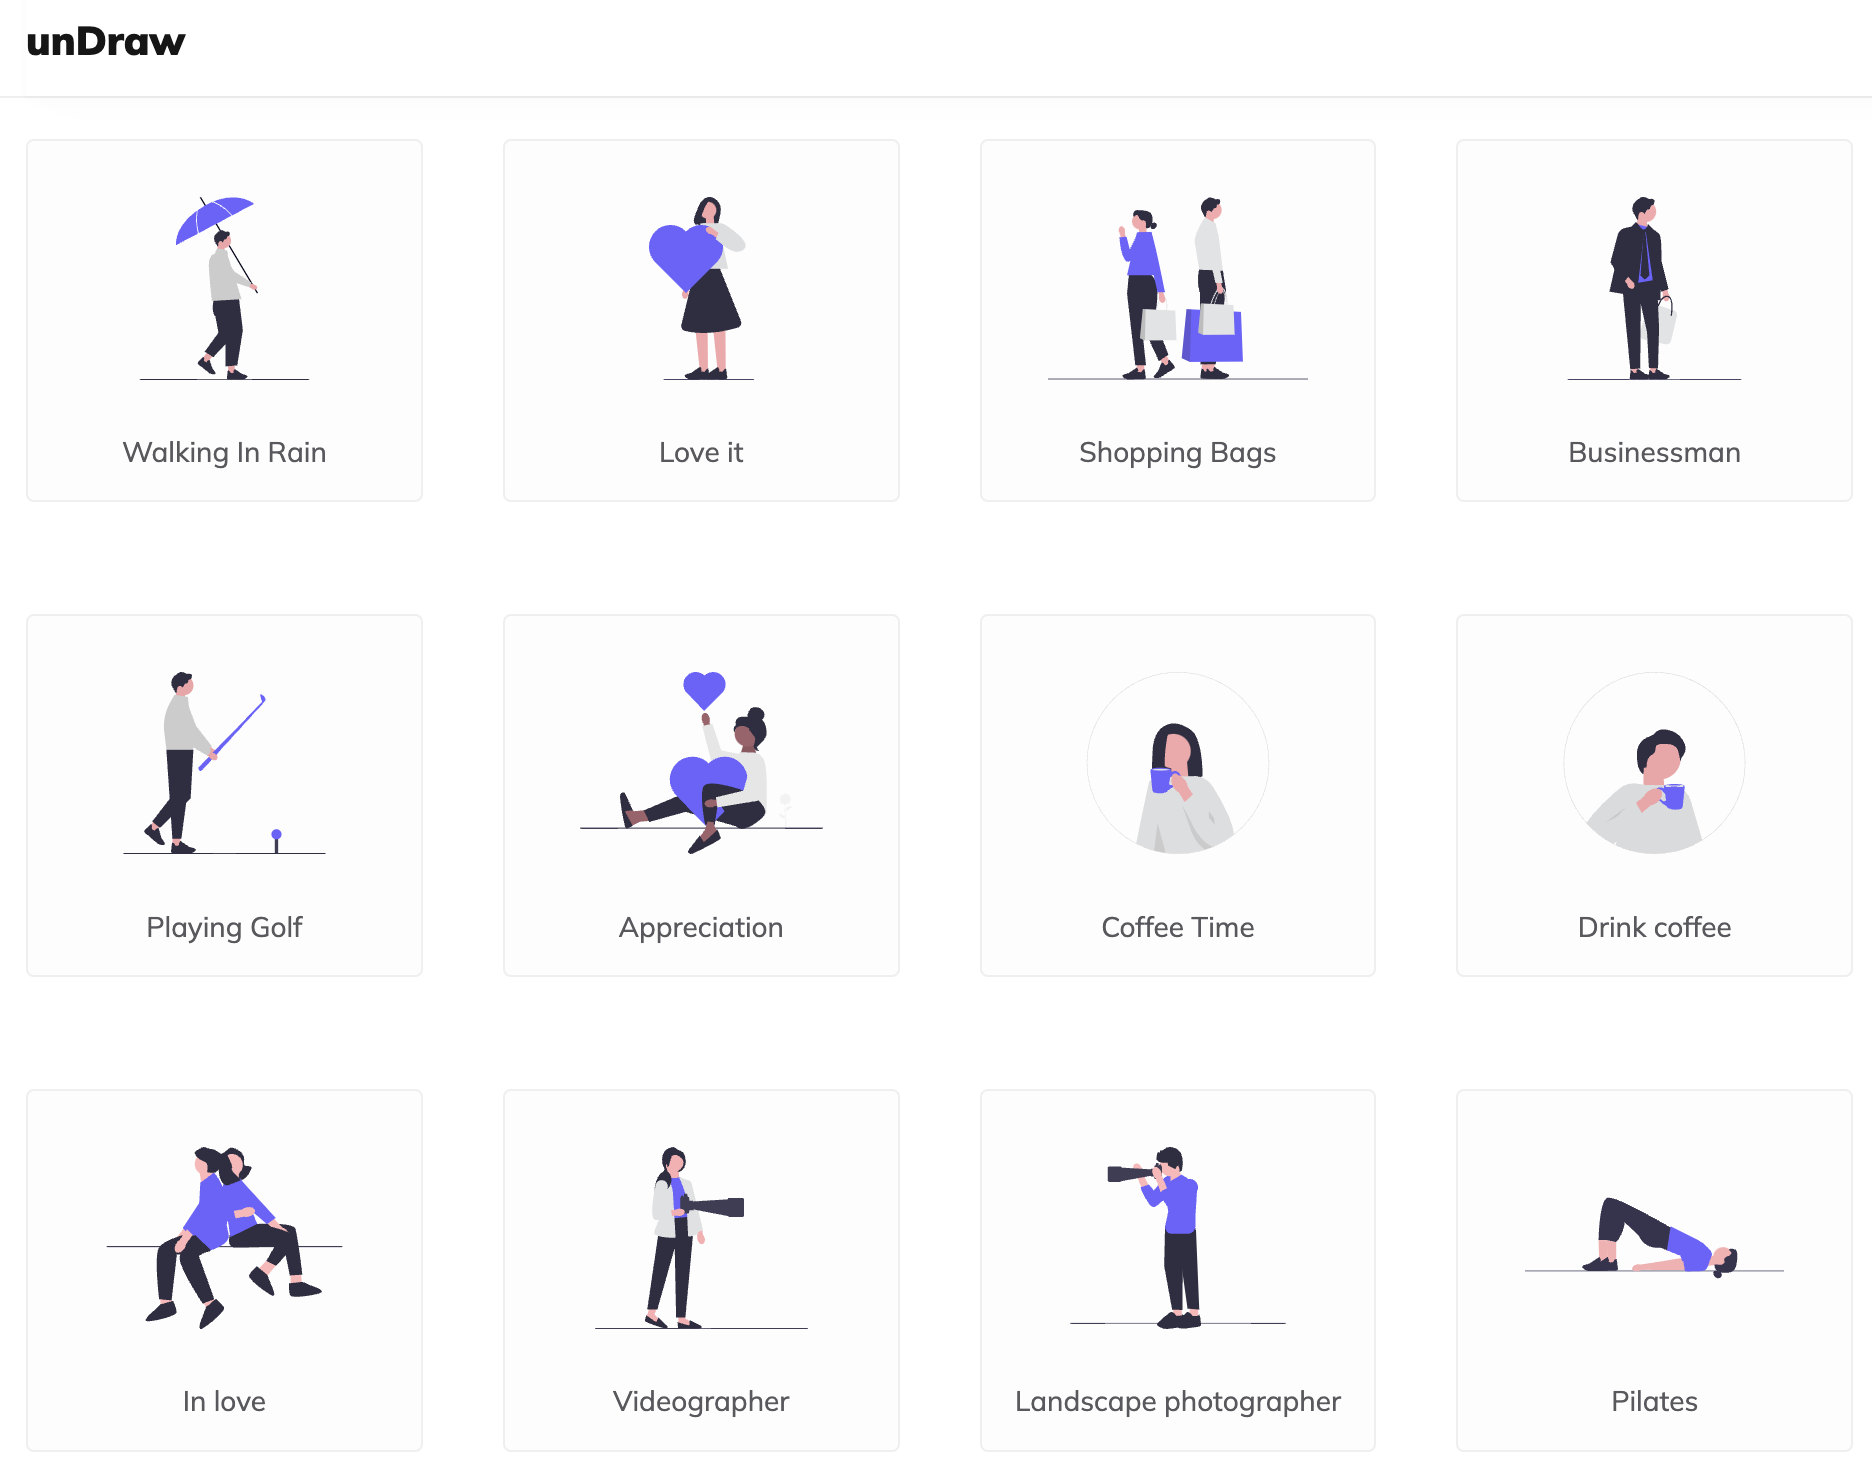 unDraw
Walking In Rain
Love it
Shopping Bags
Businessman
Playing Golf
Appreciation
Coffee Time
Drink coffee
In love
Videographer
Landscape photographer
Pilates